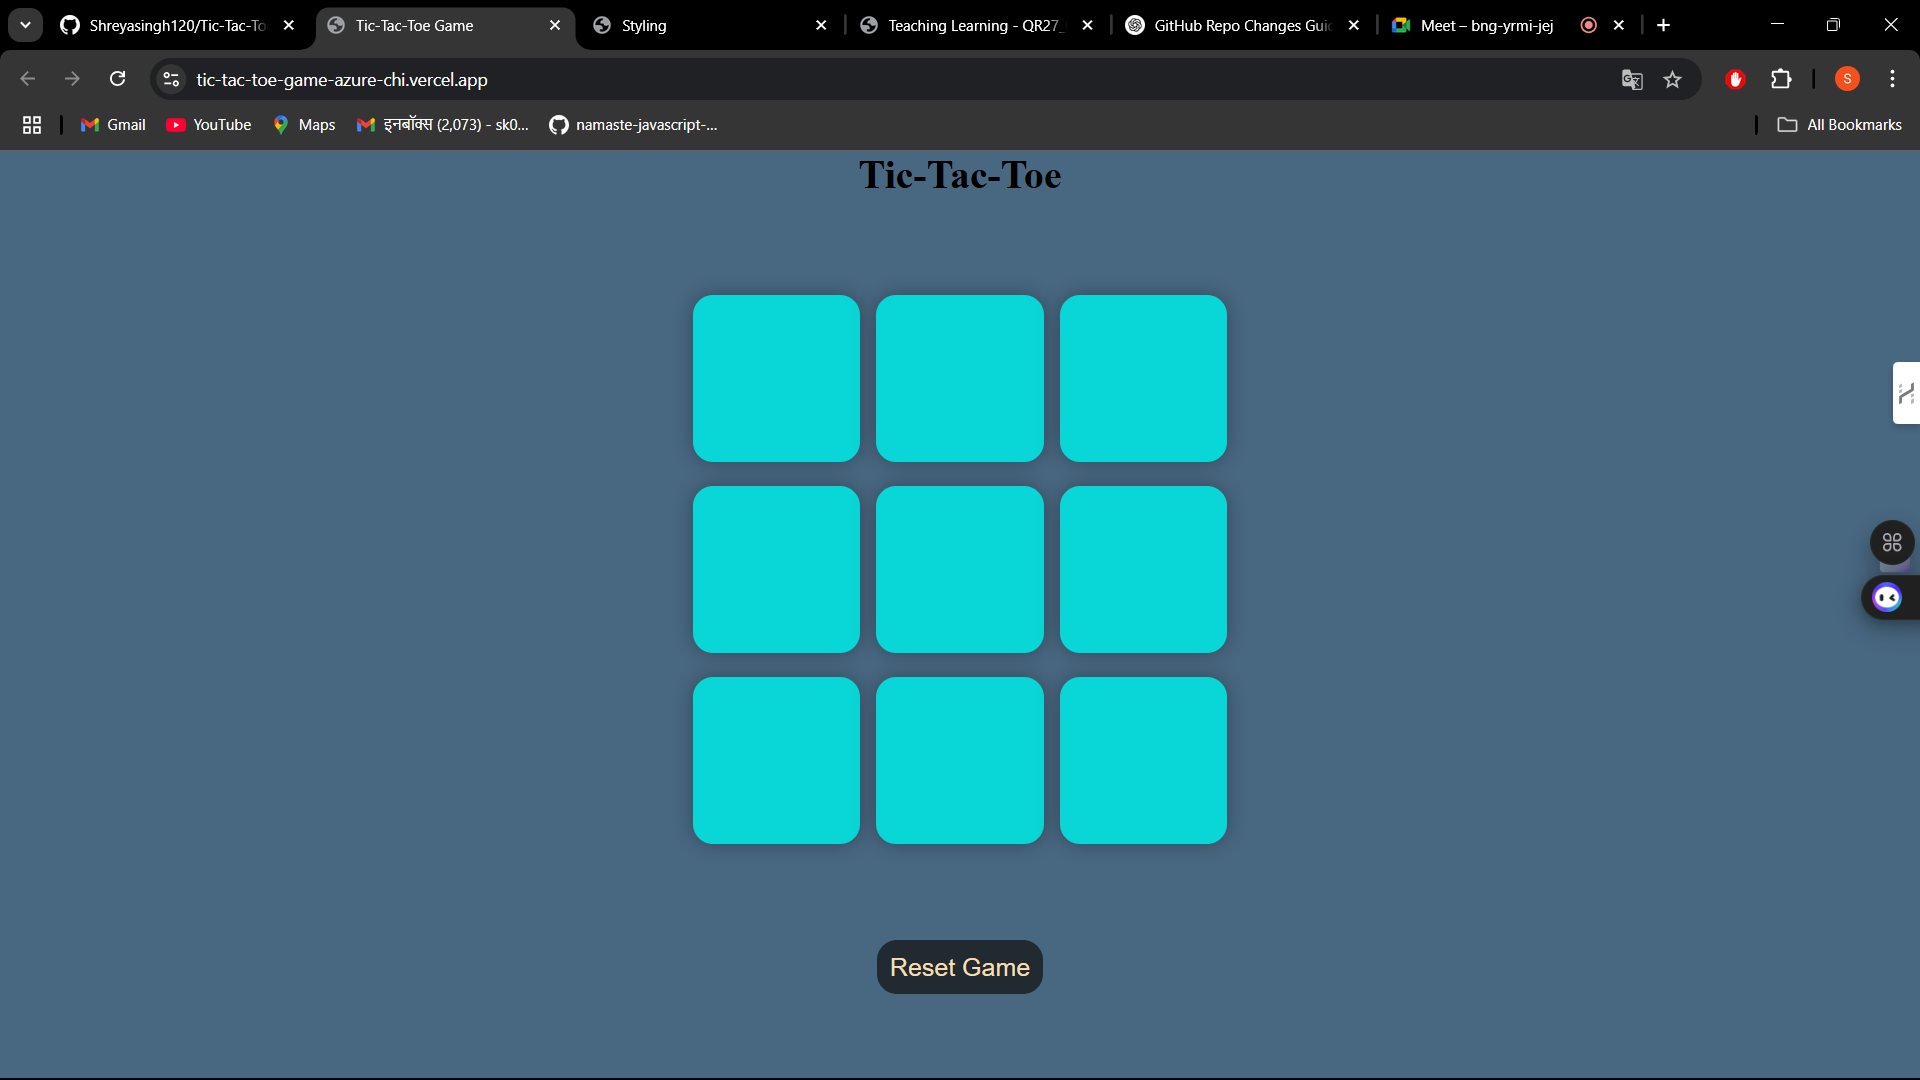 Shreyasingh120/Tic-Tac-To
Tic-Tac-Toe Game
Styling
Teaching Learning - QR27_
GitHub Repo Changes Guid
Meet – bng-yrmi-jej
tic-tac-toe-game-azure-chi.vercel.app
S
Gmail
YouTube
Maps
इनबॉक्स (2,073) - sk0...
namaste-javascript-...
All Bookmarks
Tic-Tac-Toe
Reset Game